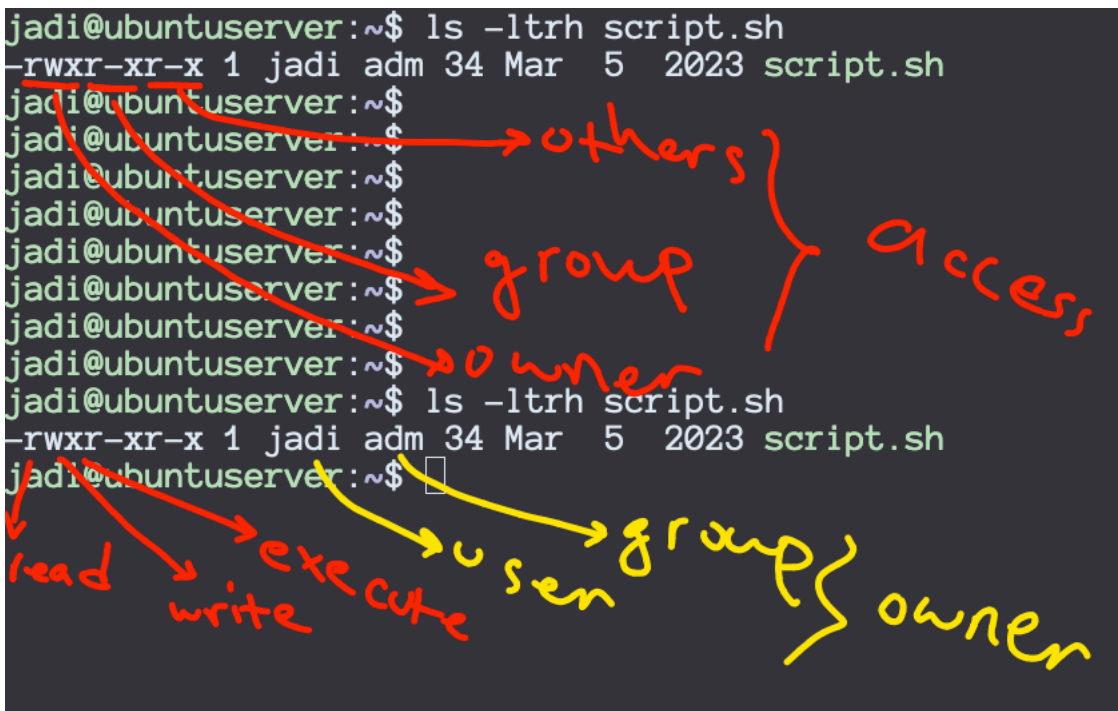 jadi@ubuntuserver:~$ ls -ltrh script.sh
-rwxr-xr-x 1 jadi adm 34 Mar  5  2023 script.sh
jadi@ubuntuserver:~$
jadi@ubuntuserver:~$ others
jadi@ubuntuserver:~$
jadi@ubuntuserver:~$ access
jadi@ubuntuserver:~$ group
jadi@ubuntuserver:~$
jadi@ubuntuserver:~$
jadi@ubuntuserver:~$ owner
jadi@ubuntuserver:~$ ls -ltrh script.sh
-rwxr-xr-x 1 jadi adm 34 Mar  5  2023 script.sh
jadi@ubuntuserver:~$
read write execute user group owner